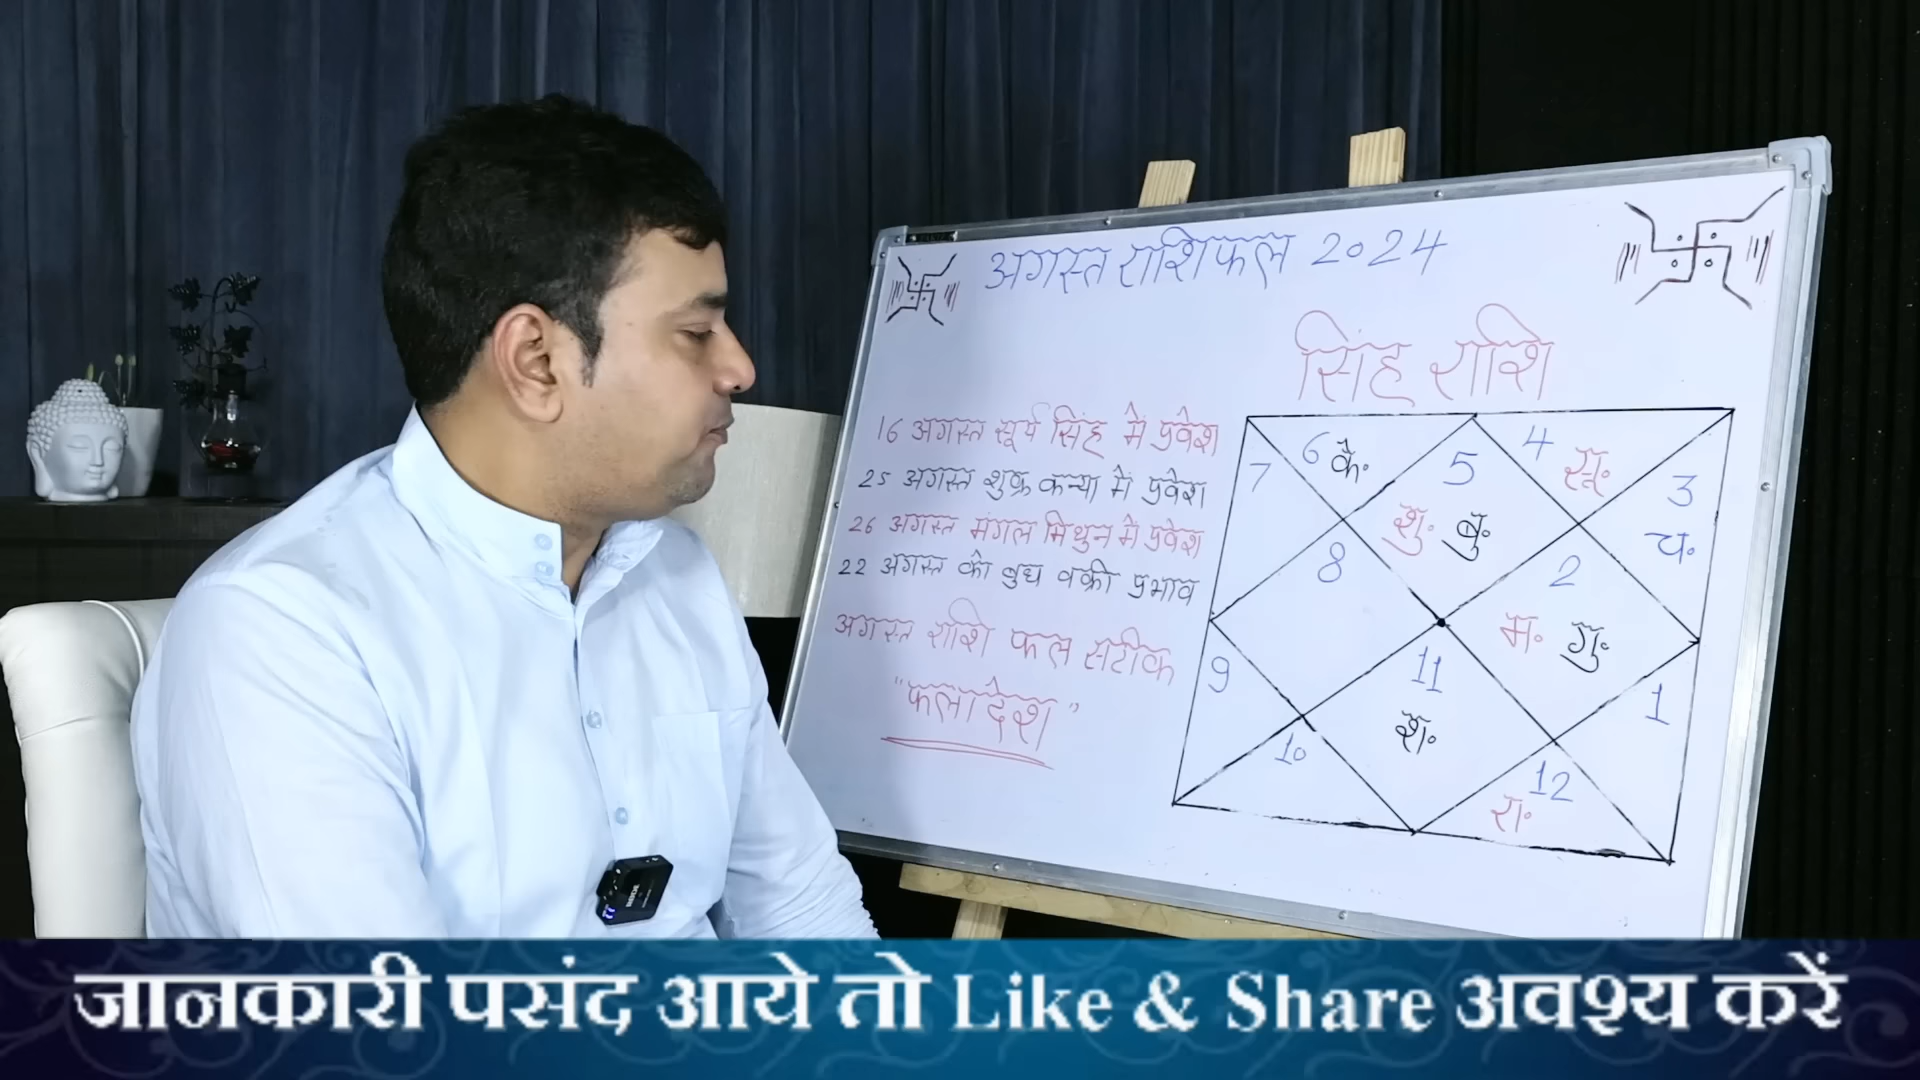 अगस्त राशिफल 2024
सिंह राशि
16 अगस्त सूर्य सिंह में प्रवेश
25 अगस्त शुक्र कन्या में प्रवेश
26 अगस्त मंगल मिथुन में प्रवेश
22 अगस्त को बुध वक्री प्रभाव
अगस्त राशि फल सटीक
"फलादेश"
6 के॰
5
4 सू॰
7
3
शु॰ बु॰
चं॰
8
2
मं॰ गु॰
9
11
1
श॰
10
12
रा॰
जानकारी पसंद आये तो Like & Share अवश्य करें